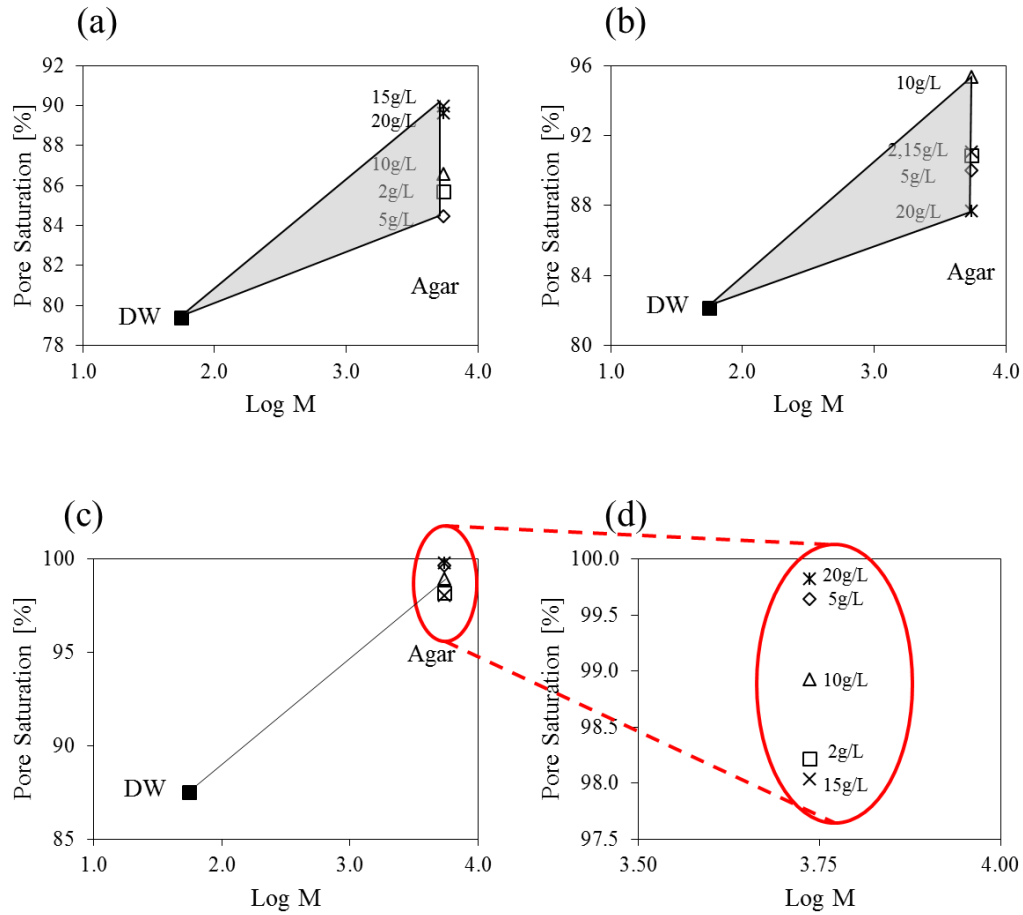 (a)
Pore Saturation [%]
92
90
88
86
84
82
80
78
15g/L
20g/L
10g/L
2g/L
5g/L
Agar
DW
1.0 2.0 3.0 4.0
Log M
(b)
Pore Saturation [%]
96
92
88
84
80
10g/L
2,15g/L
5g/L
20g/L
Agar
DW
1.0 2.0 3.0 4.0
Log M
(c)
Pore Saturation [%]
100
95
90
85
Agar
DW
1.0 2.0 3.0 4.0
Log M
(d)
Pore Saturation [%]
100.0
99.5
99.0
98.5
98.0
97.5
20g/L
5g/L
10g/L
2g/L
15g/L
3.50 3.75 4.00
Log M